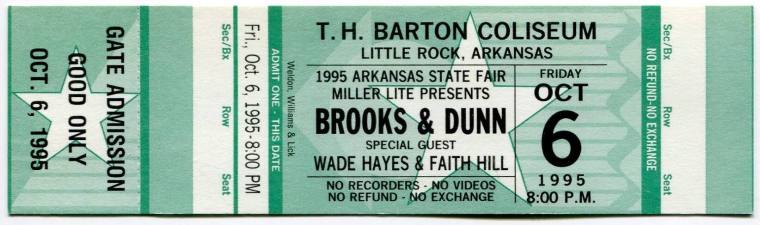 GATE ADMISSION
GOOD ONLY
OCT. 6, 1995
Sec/Bx Row Seat
Fri., Oct. 6, 1995-8:00 PM
ADMIT ONE - THIS DATE
Weldon, Williams & Lick
T.H. BARTON COLISEUM
LITTLE ROCK, ARKANSAS
1995 ARKANSAS STATE FAIR
MILLER LITE PRESENTS
BROOKS & DUNN
SPECIAL GUEST
WADE HAYES & FAITH HILL
NO RECORDERS - NO VIDEOS
NO REFUND - NO EXCHANGE
FRIDAY
OCT
6
1995
8:00 P.M.
NO REFUND-NO EXCHANGE
Sec/Bx Row Seat